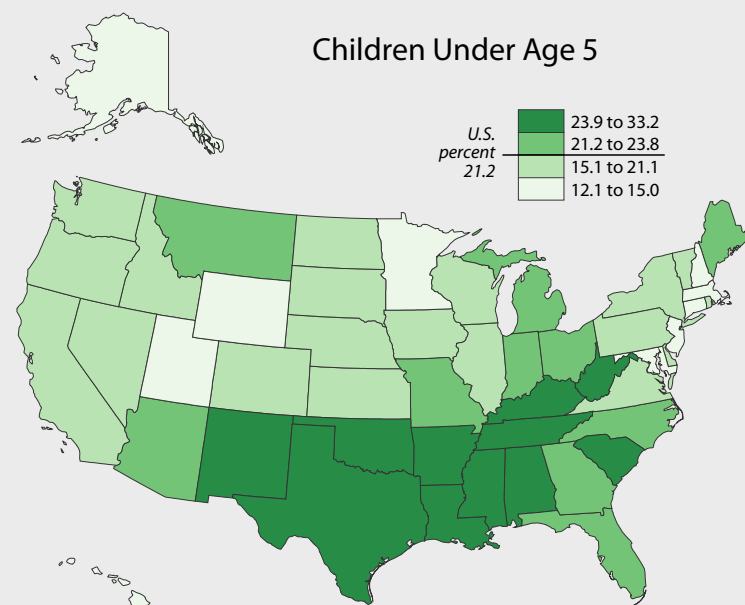 Children Under Age 5
U.S.
percent
21.2
23.9 to 33.2
21.2 to 23.8
15.1 to 21.1
12.1 to 15.0